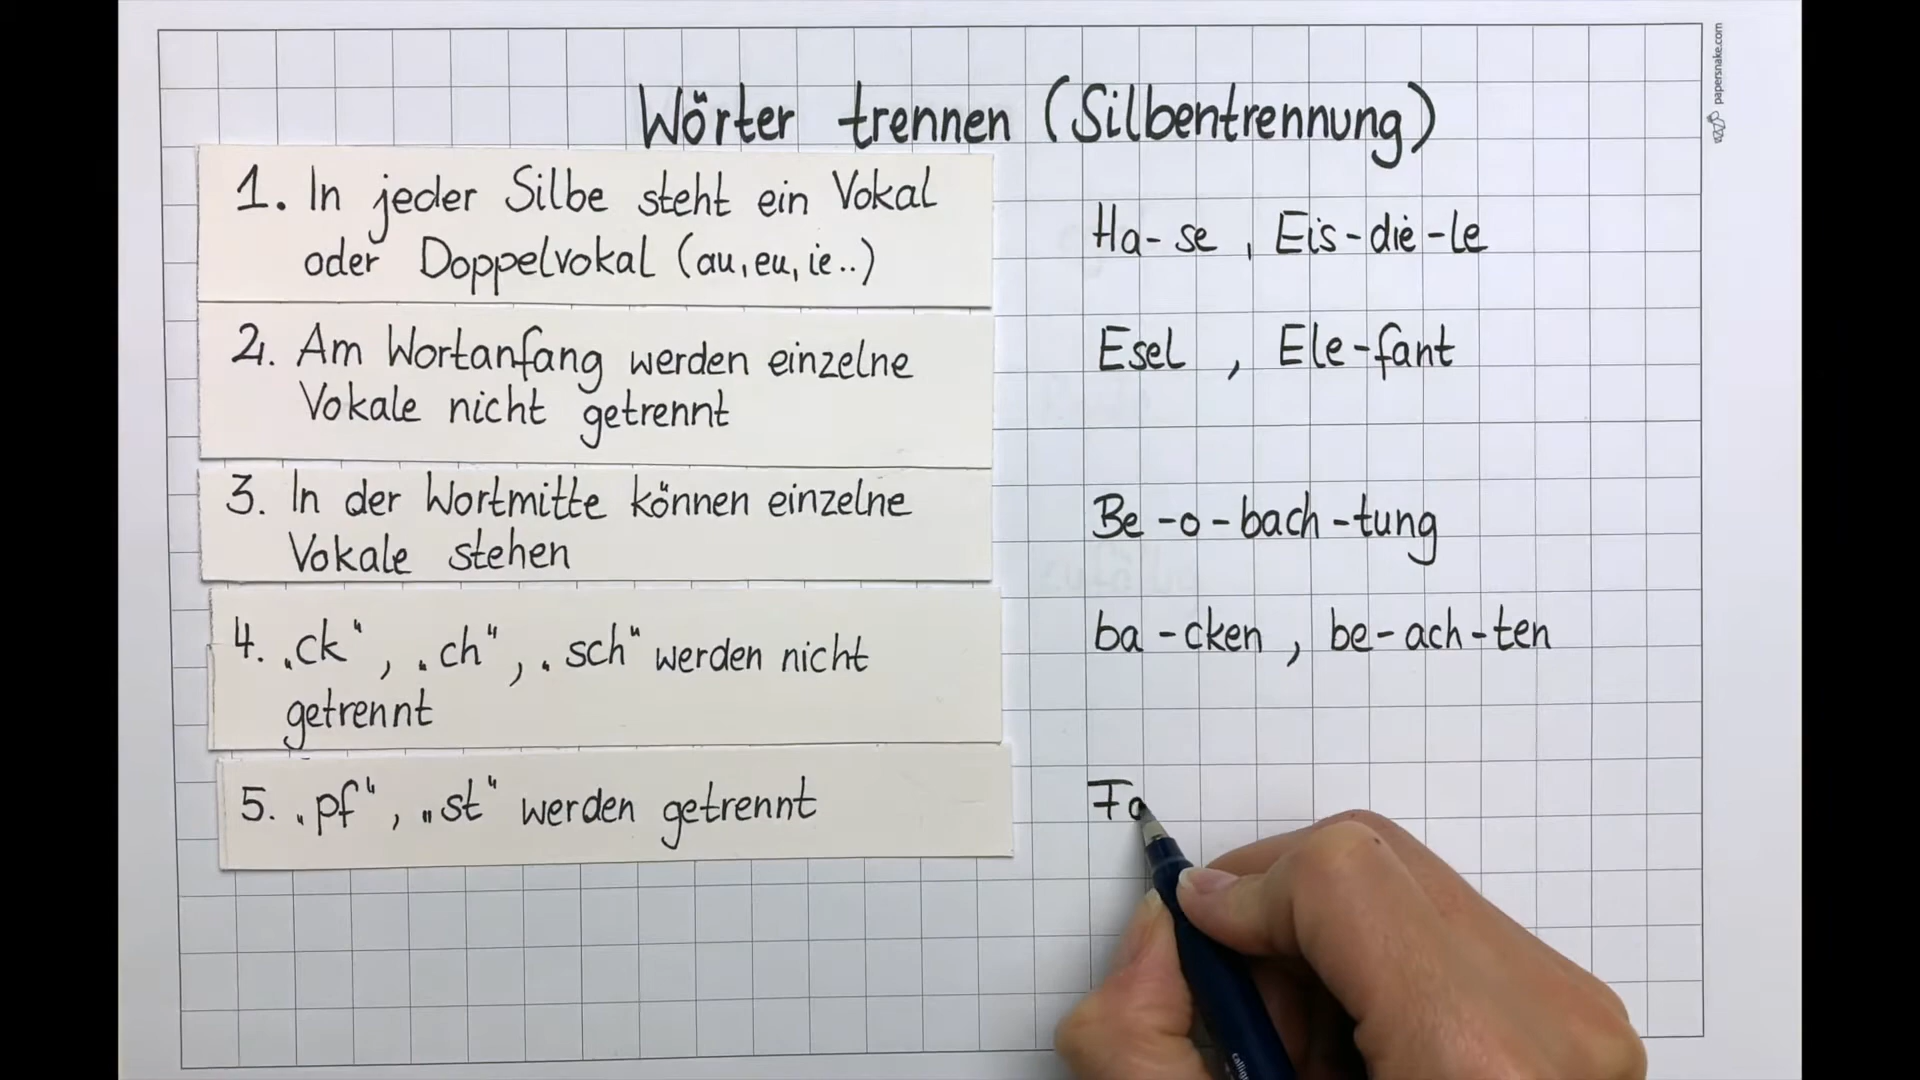 Wörter trennen (Silbentrennung)
1. In jeder Silbe steht ein Vokal
oder Doppelvokal (au, eu, ie..)
Ha-se, Eis-die-le
2. Am Wortanfang werden einzelne
Vokale nicht getrennt
Esel, Ele-fant
3. In der Wortmitte können einzelne
Vokale stehen
Be-o-bach-tung
4. „ck“, „ch“, „sch“ werden nicht
getrennt
ba-cken, be-ach-ten
5. „pf“, „st“ werden getrennt
Fa
papersnake.com